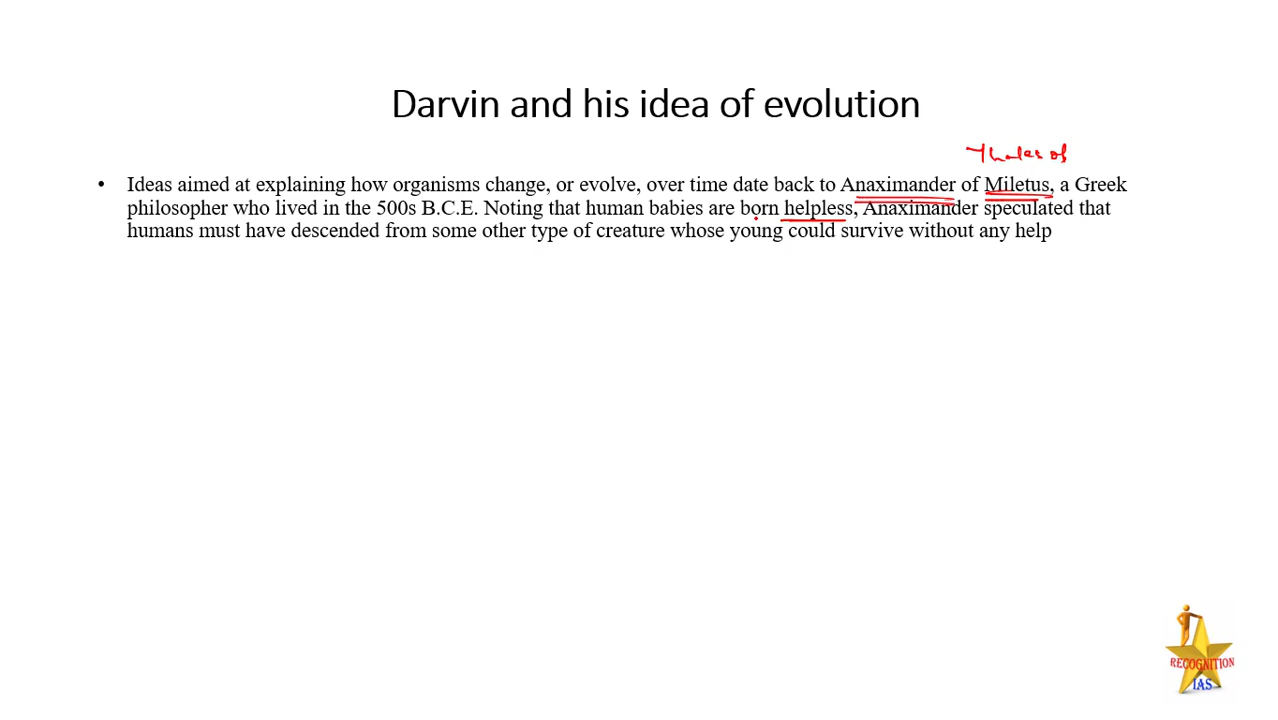 Darvin and his idea of evolution
Thales of
• Ideas aimed at explaining how organisms change, or evolve, over time date back to Anaximander of Miletus, a Greek
philosopher who lived in the 500s B.C.E. Noting that human babies are born helpless, Anaximander speculated that
humans must have descended from some other type of creature whose young could survive without any help
RECOGNITION
IAS